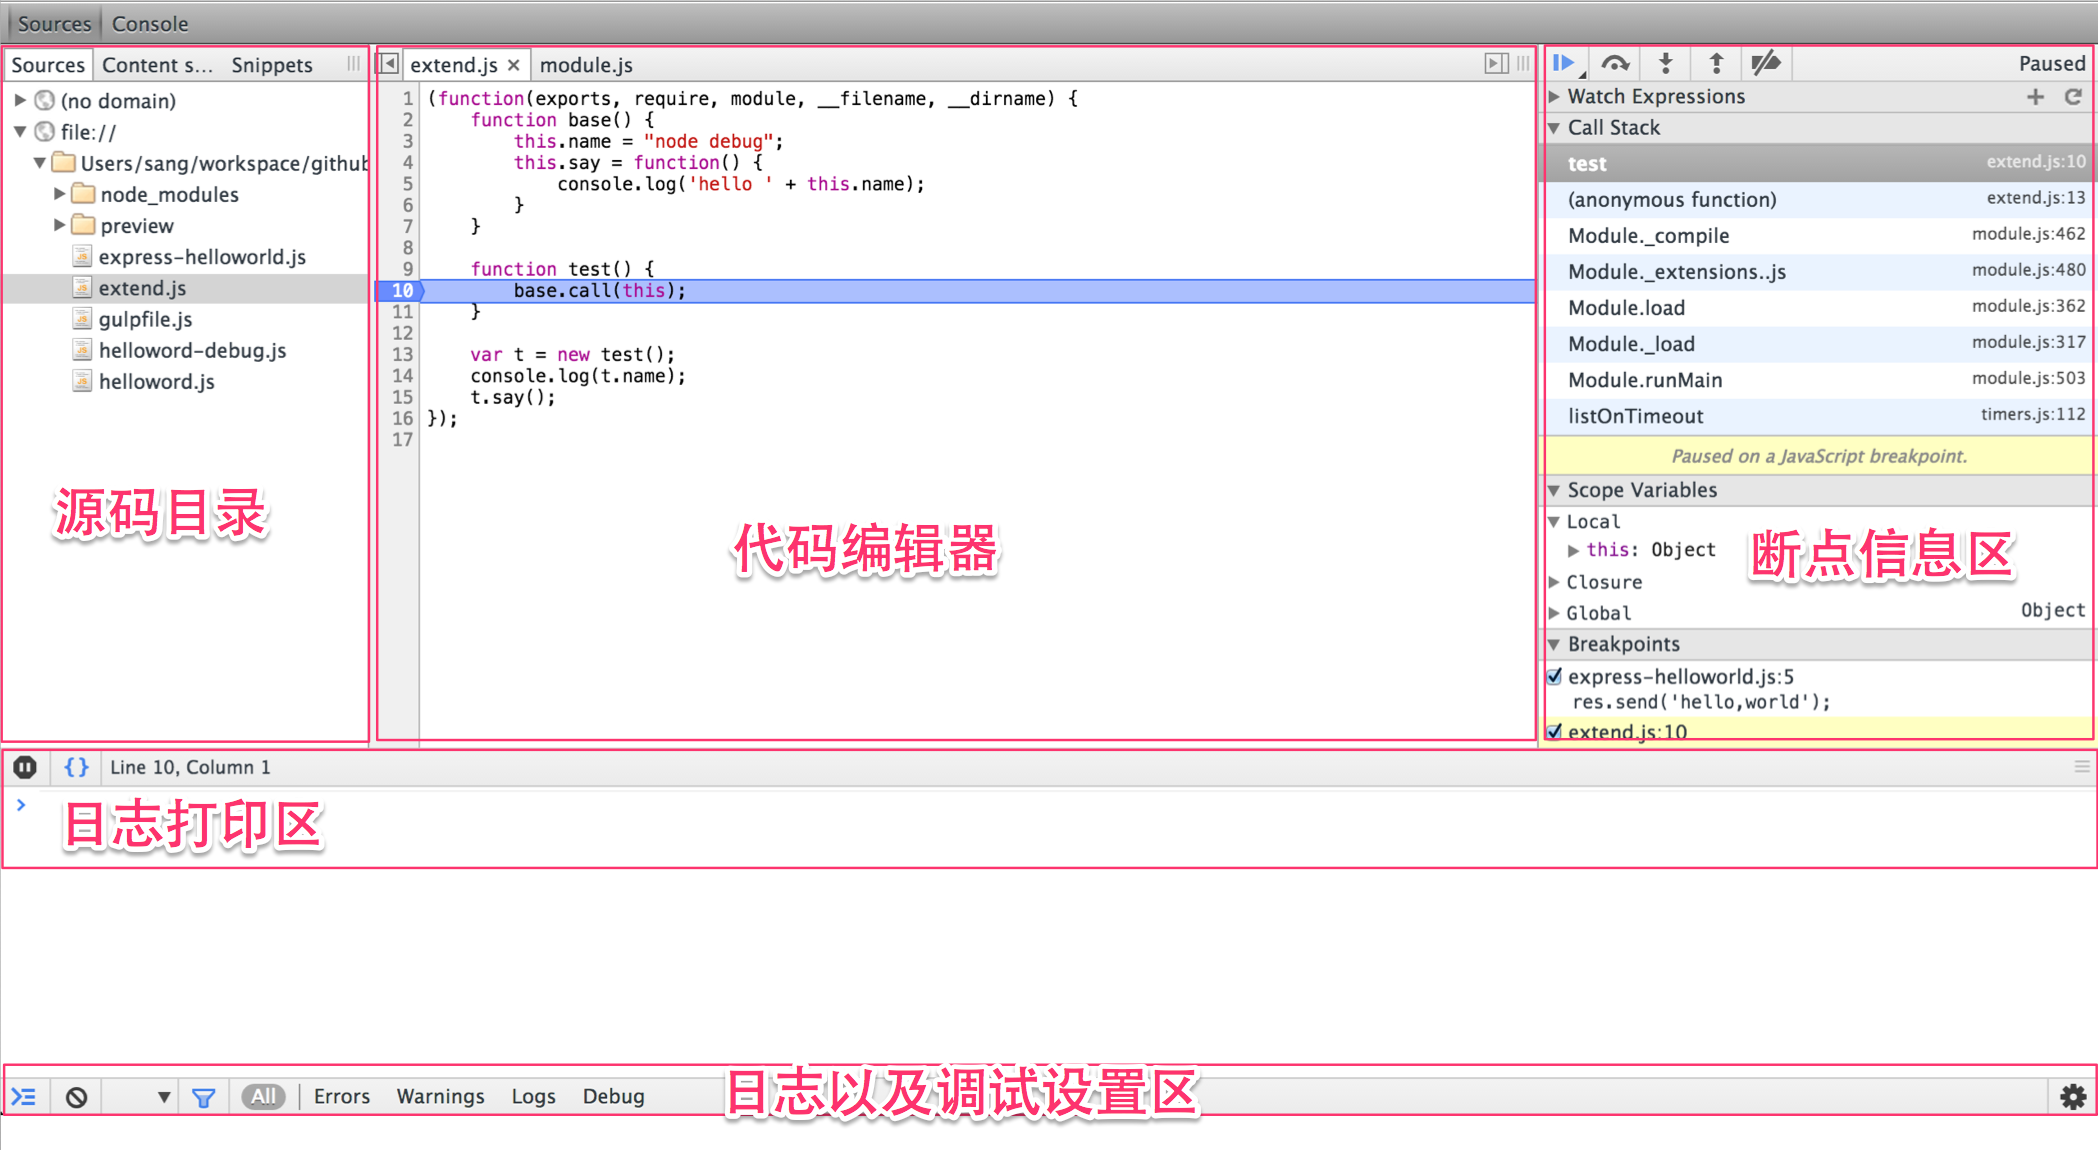 Sources Console
Sources Content s... Snippets
(no domain)
file://
Users/sang/workspace/github
node_modules
preview
express-helloworld.js
extend.js
gulpfile.js
helloword-debug.js
helloword.js
源码目录
extend.js × module.js
1 (function(exports, require, module, __filename, __dirname) {
2     function base() {
3         this.name = "node debug";
4         this.say = function() {
5             console.log('hello ' + this.name);
6         }
7     }
8
9     function test() {
10         base.call(this);
11     }
12
13     var t = new test();
14     console.log(t.name);
15     t.say();
16 });
17
代码编辑器
Paused
Watch Expressions
Call Stack
test extend.js:10
(anonymous function) extend.js:13
Module._compile module.js:462
Module._extensions..js module.js:480
Module.load module.js:362
Module._load module.js:317
Module.runMain module.js:503
listOnTimeout timers.js:112
Paused on a JavaScript breakpoint.
Scope Variables
Local
this: Object
断点信息区
Closure
Global Object
Breakpoints
express-helloworld.js:5
res.send('hello,world');
extend.js:10
{} Line 10, Column 1
日志打印区
All Errors Warnings Logs Debug
日志以及调试设置区